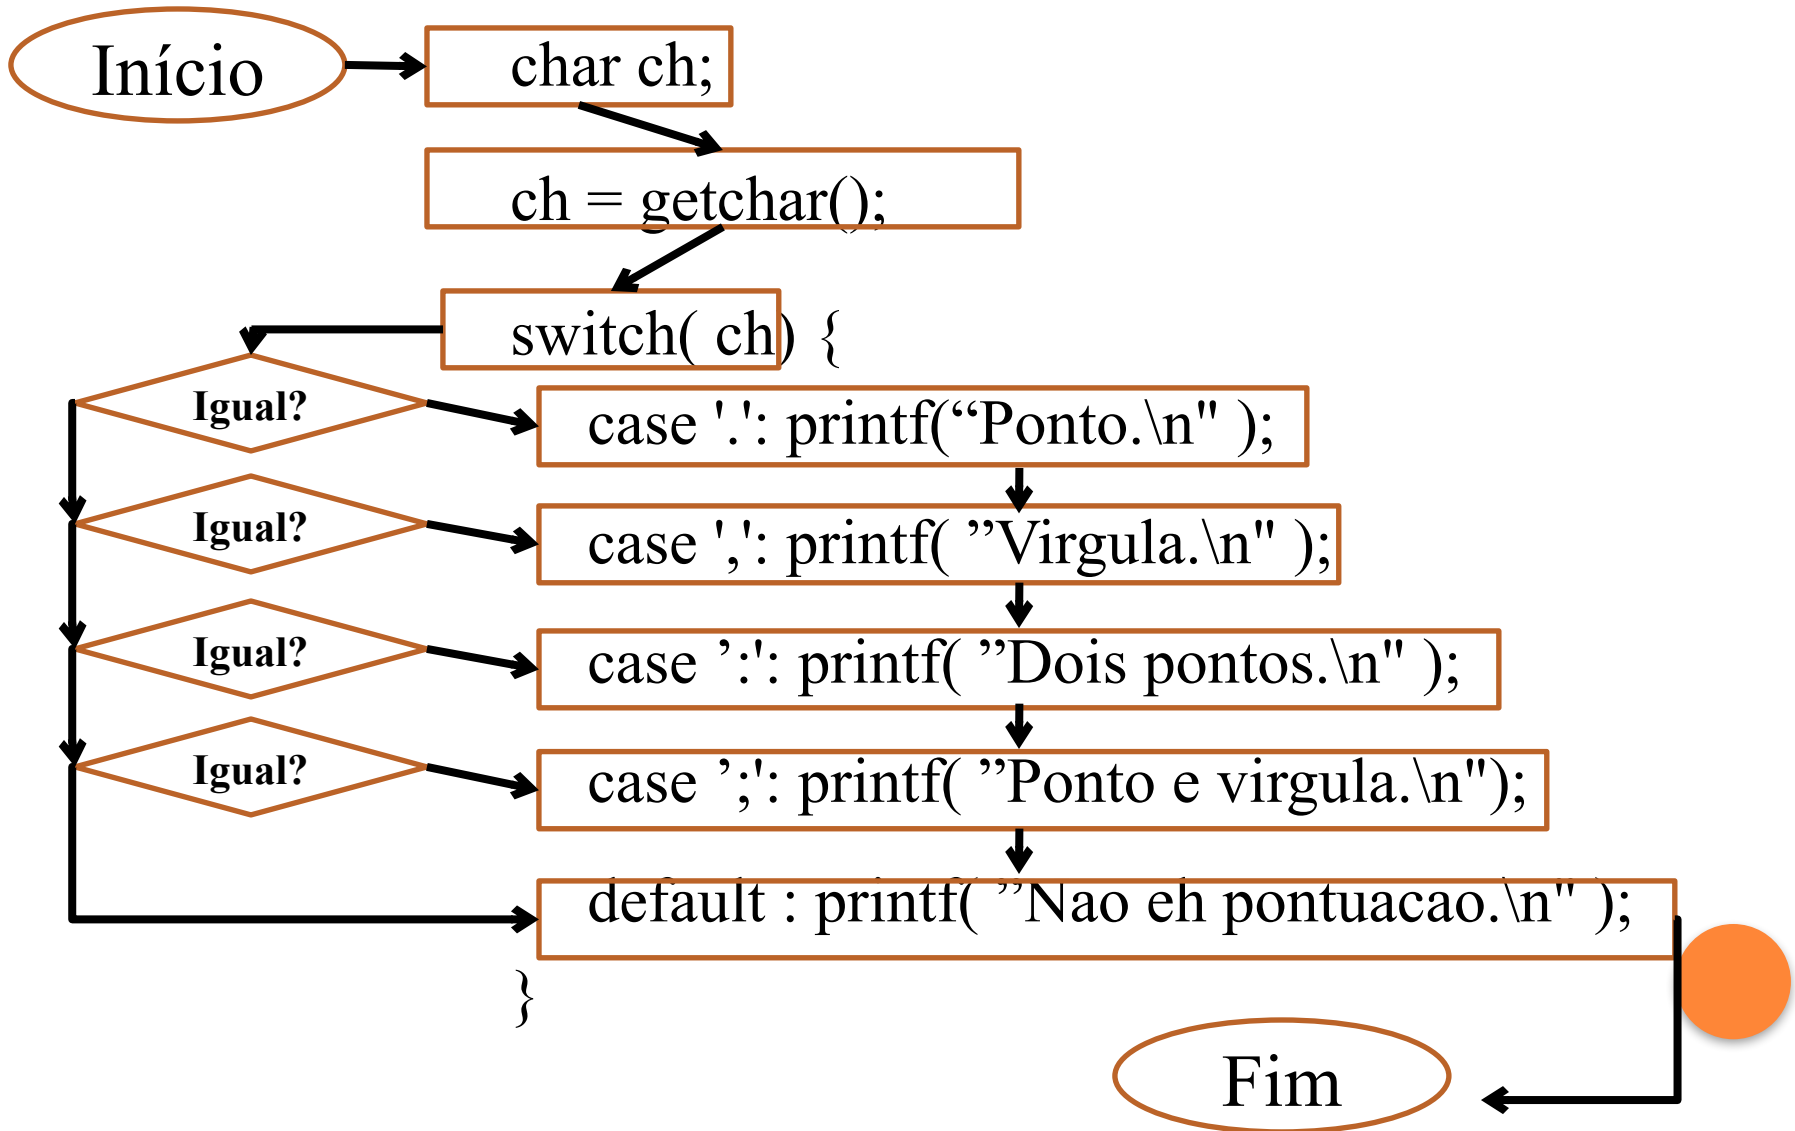 Início
char ch;
ch = getchar();
switch( ch) {
Igual?
case '.': printf(“Ponto.\n" );
Igual?
case ',': printf( ”Virgula.\n" );
Igual?
case ’:': printf( ”Dois pontos.\n" );
Igual?
case ’;': printf( ”Ponto e virgula.\n");
default : printf( ”Nao eh pontuacao.\n" );
}
Fim